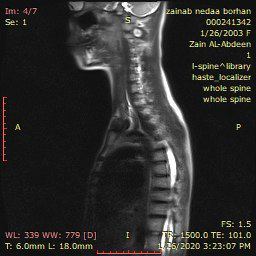 Im: 4/7
Se: 1
zainab nedaa borhan
000241342
1/26/2003 F
Zain AL-Abdeen
1
l-spine^library
haste_localizer
whole spine
whole spine
S
A
P
I
WL: 339 WW: 779 [D]
T: 6.0mm L: 18.0mm
FS: 1.5
TR: 1500.0 TE: 101.0
1/26/2020 3:23:07 PM